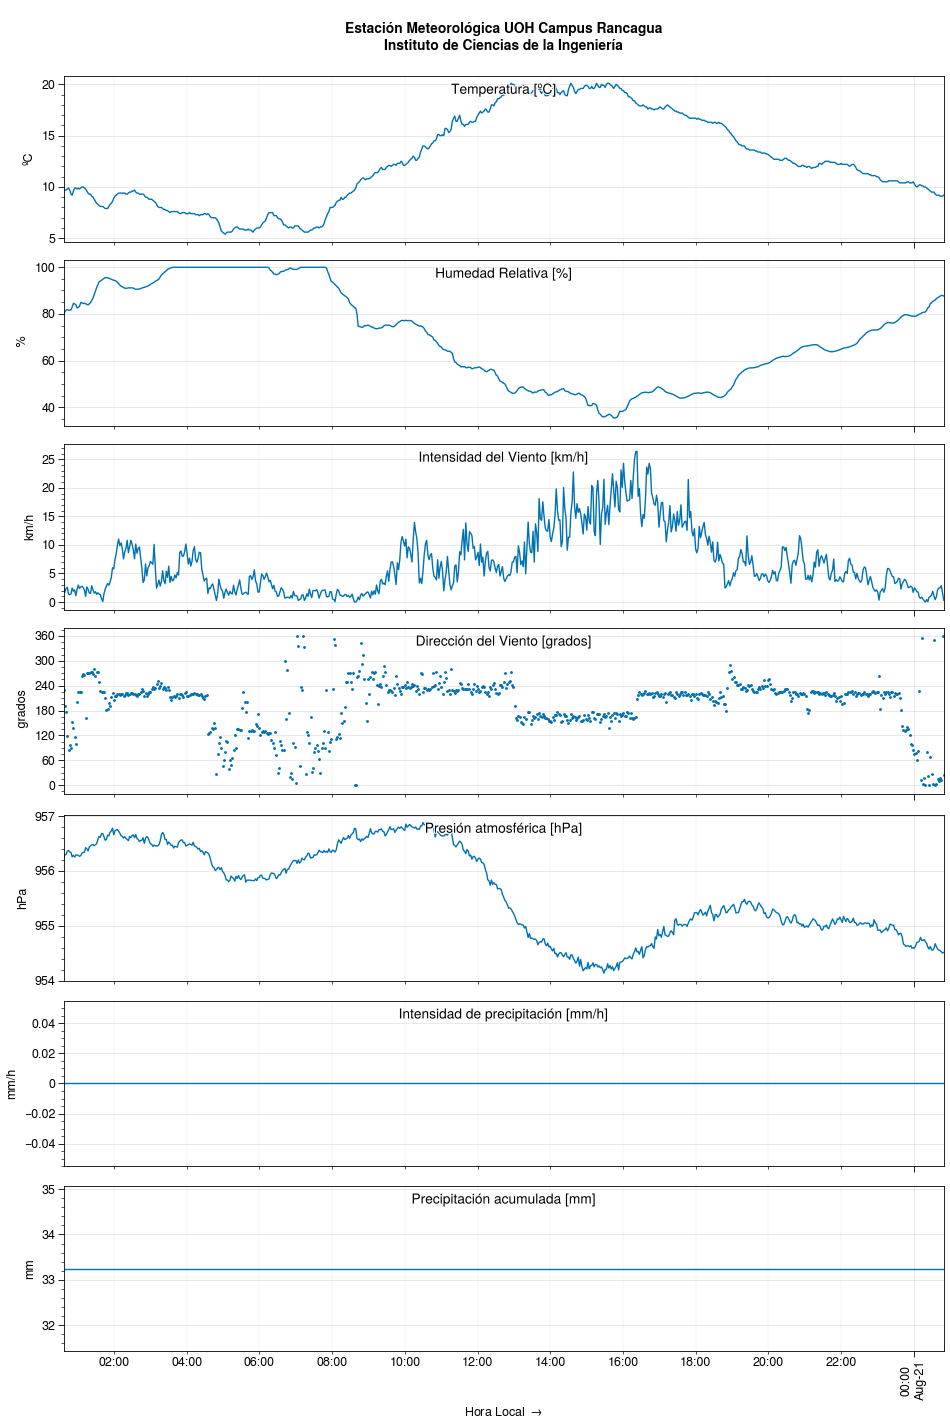 Estación Meteorológica UOH Campus Rancagua
Instituto de Ciencias de la Ingeniería
Temperatura [ºC]
20
15
10
5
ºC
Humedad Relativa [%]
100
80
60
40
%
Intensidad del Viento [km/h]
25
20
15
10
5
0
km/h
Dirección del Viento [grados]
360
300
240
180
120
60
0
grados
Presión atmosférica [hPa]
957
956
955
954
hPa
Intensidad de precipitación [mm/h]
0.04
0.02
0
−0.02
−0.04
mm/h
Precipitación acumulada [mm]
35
34
33
32
mm
02:00 04:00 06:00 08:00 10:00 12:00 14:00 16:00 18:00 20:00 22:00 00:00
Aug-21
Hora Local →